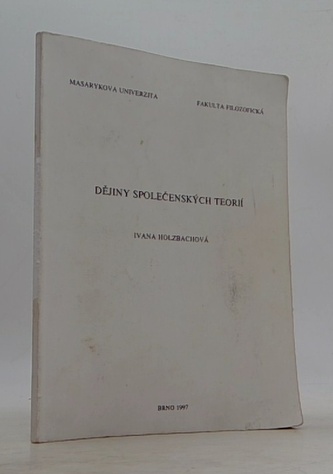 MASARYKOVA UNIVERZITA
FAKULTA FILOZOFICKÁ
DĚJINY SPOLEČENSKÝCH TEORIÍ
IVANA HOLZBACHOVÁ
BRNO 1997